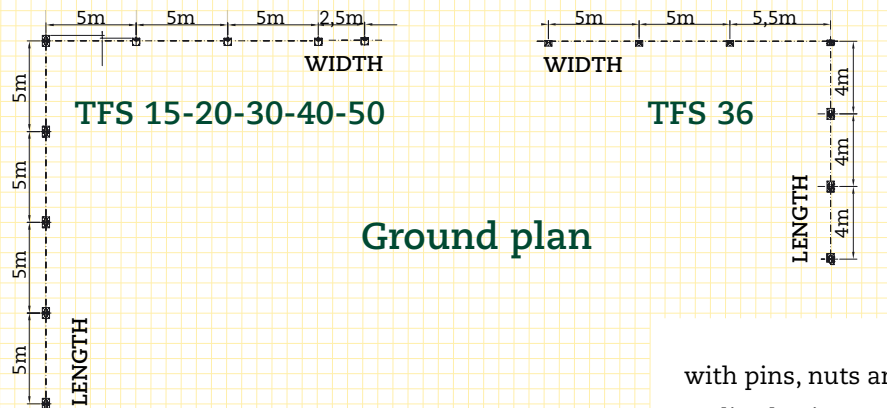 5m 5m 5m 2,5m
5m 5m 5,5m
WIDTH
WIDTH
5m
4m
TFS 15-20-30-40-50
TFS 36
5m
4m
LENGTH
4m
Ground plan
5m
5m
LENGTH
with pins, nuts